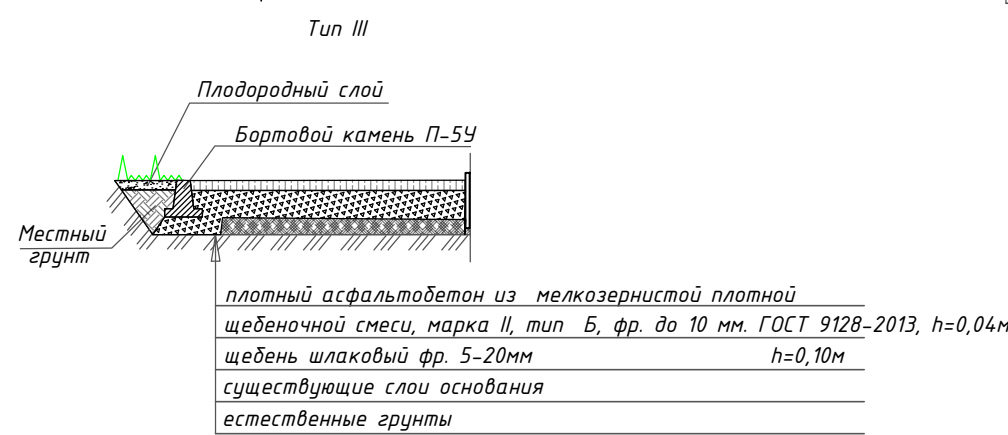 Тип III
Плодородный слой
Бортовой камень П-5У
Местный
грунт
плотный асфальтобетон из мелкозернистой плотной
щебеночной смеси, марка II, тип Б, фр. до 10 мм. ГОСТ 9128-2013, h=0,04м
щебень шлаковый фр. 5-20мм h=0,10м
существующие слои основания
естественные грунты